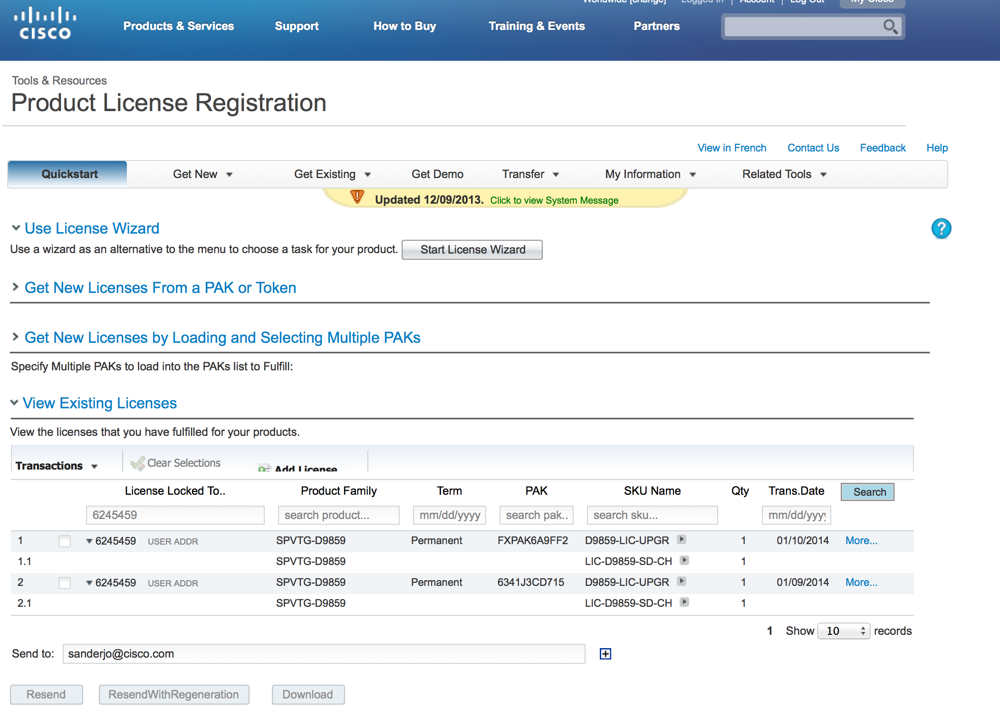 Worldwide [change] Logged In | Account | Log Out My Cisco
CISCO
Products & Services Support How to Buy Training & Events Partners
Tools & Resources
Product License Registration
View in French Contact Us Feedback Help
Quickstart Get New Get Existing Get Demo Transfer My Information Related Tools
Updated 12/09/2013. Click to view System Message
Use License Wizard
Use a wizard as an alternative to the menu to choose a task for your product. Start License Wizard
Get New Licenses From a PAK or Token
Get New Licenses by Loading and Selecting Multiple PAKs
Specify Multiple PAKs to load into the PAKs list to Fulfill:
View Existing Licenses
View the licenses that you have fulfilled for your products.
Transactions Clear Selections Add License
License Locked To.. Product Family Term PAK SKU Name Qty Trans.Date Search
6245459 search product... mm/dd/yyyy search pak.. search sku... mm/dd/yyyy
1 6245459 USER ADDR SPVTG-D9859 Permanent FXPAK6A9FF2 D9859-LIC-UPGR 1 01/10/2014 More...
1.1 SPVTG-D9859 LIC-D9859-SD-CH 1
2 6245459 USER ADDR SPVTG-D9859 Permanent 6341J3CD715 D9859-LIC-UPGR 1 01/09/2014 More...
2.1 SPVTG-D9859 LIC-D9859-SD-CH 1
1 Show 10 records
Send to: sanderjo@cisco.com
Resend ResendWithRegeneration Download